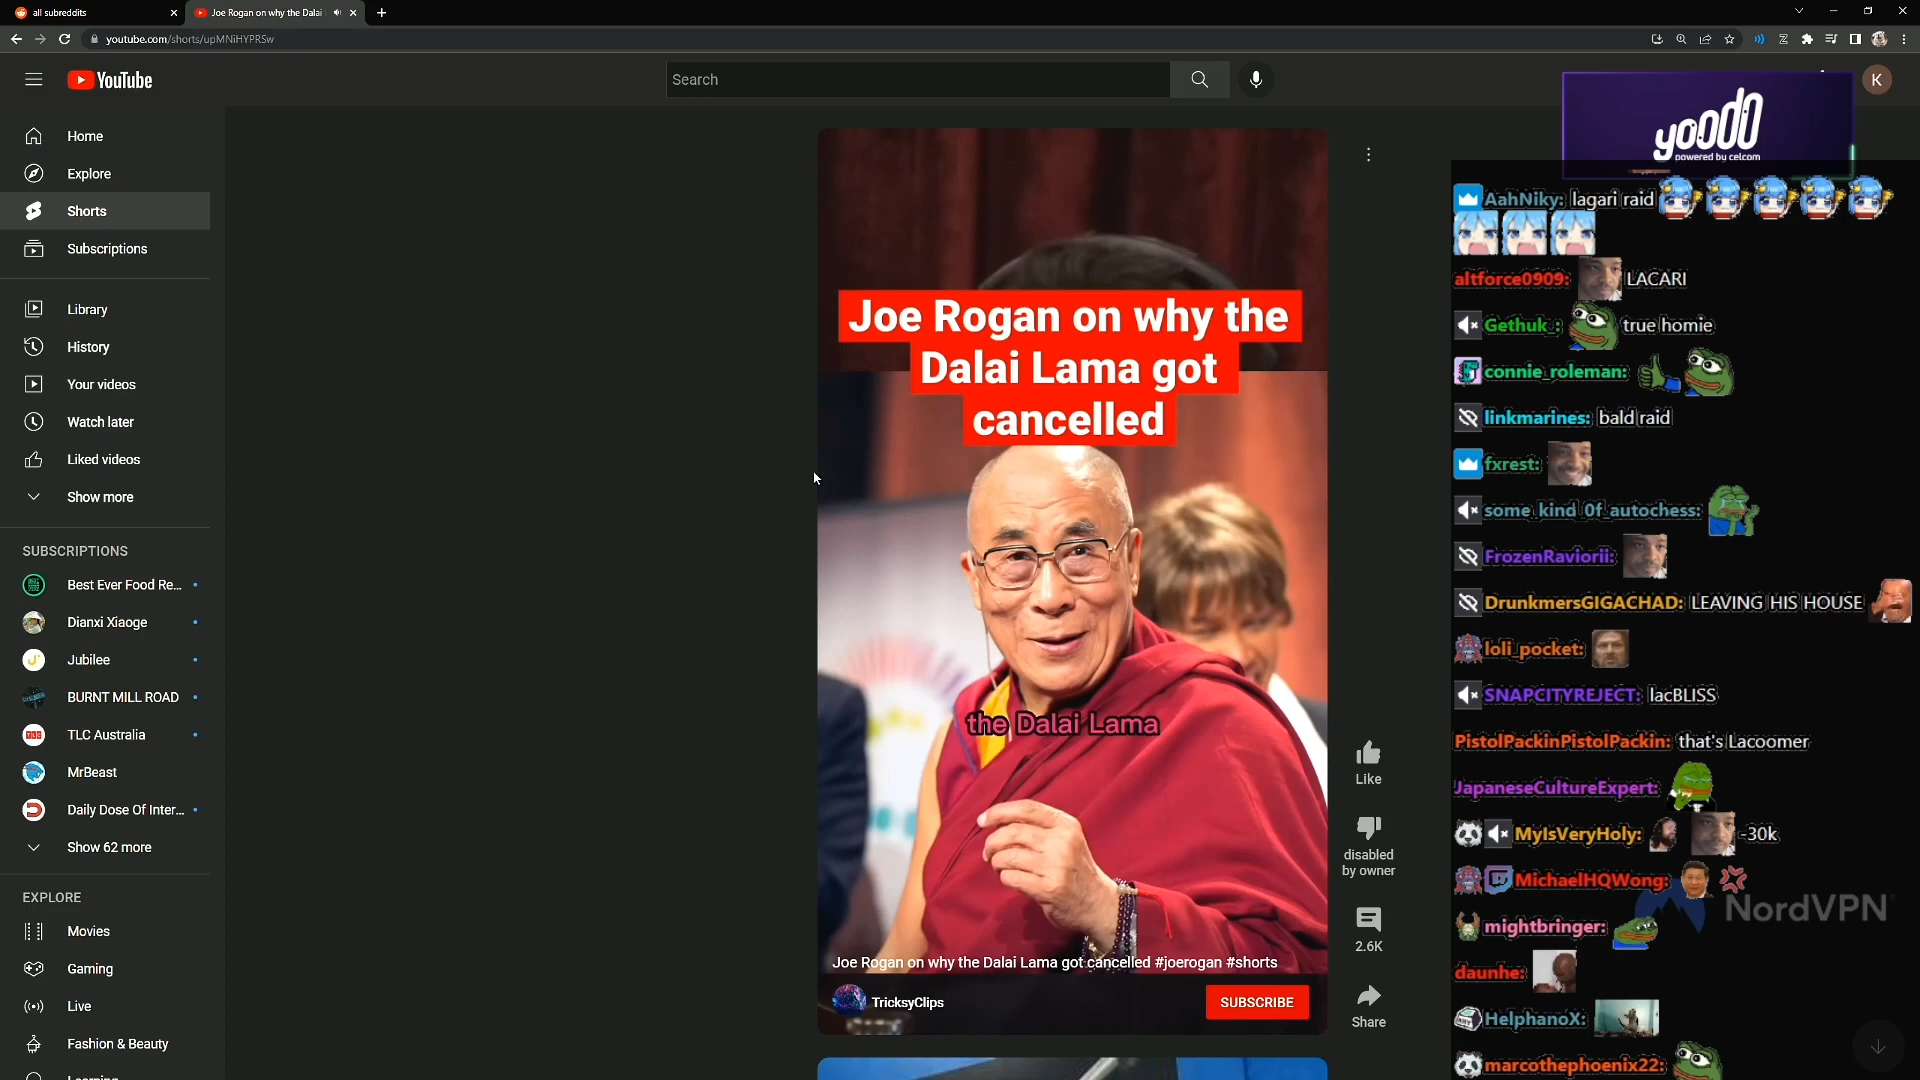 all subreddits
Joe Rogan on why the Dalai
youtube.com/shorts/upMNiHYPRSw
YouTube
Search
K
yoodo
powered by celcom
Home
Explore
Shorts
Subscriptions
Library
History
Your videos
Watch later
Liked videos
Show more
SUBSCRIPTIONS
Best Ever Food Re...
Dianxi Xiaoge
Jubilee
BURNT MILL ROAD
TLC Australia
MrBeast
Daily Dose Of Inter...
Show 62 more
EXPLORE
Movies
Gaming
Live
Fashion & Beauty
Learning
Joe Rogan on why the
Dalai Lama got
cancelled
the Dalai Lama
Joe Rogan on why the Dalai Lama got cancelled #joerogan #shorts
TricksyClips
SUBSCRIBE
Like
disabled
by owner
2.6K
Share
AahNiky: lagari raid
altforce0909: LACARI
Gethuk_: true homie
connie_roleman:
linkmarines: bald raid
fxrest:
some_kind_0f_autochess:
FrozenRaviorii:
DrunkmersGIGACHAD: LEAVING HIS HOUSE
loli_pocket:
SNAPCITYREJECT: lacBLISS
PistolPackinPistolPackin: that's Lacoomer
JapaneseCultureExpert:
MyIsVeryHoly: -30k
MichaelHQWong:
NordVPN
mightbringer:
daunhe:
HelphanoX:
marcothephoenix22: